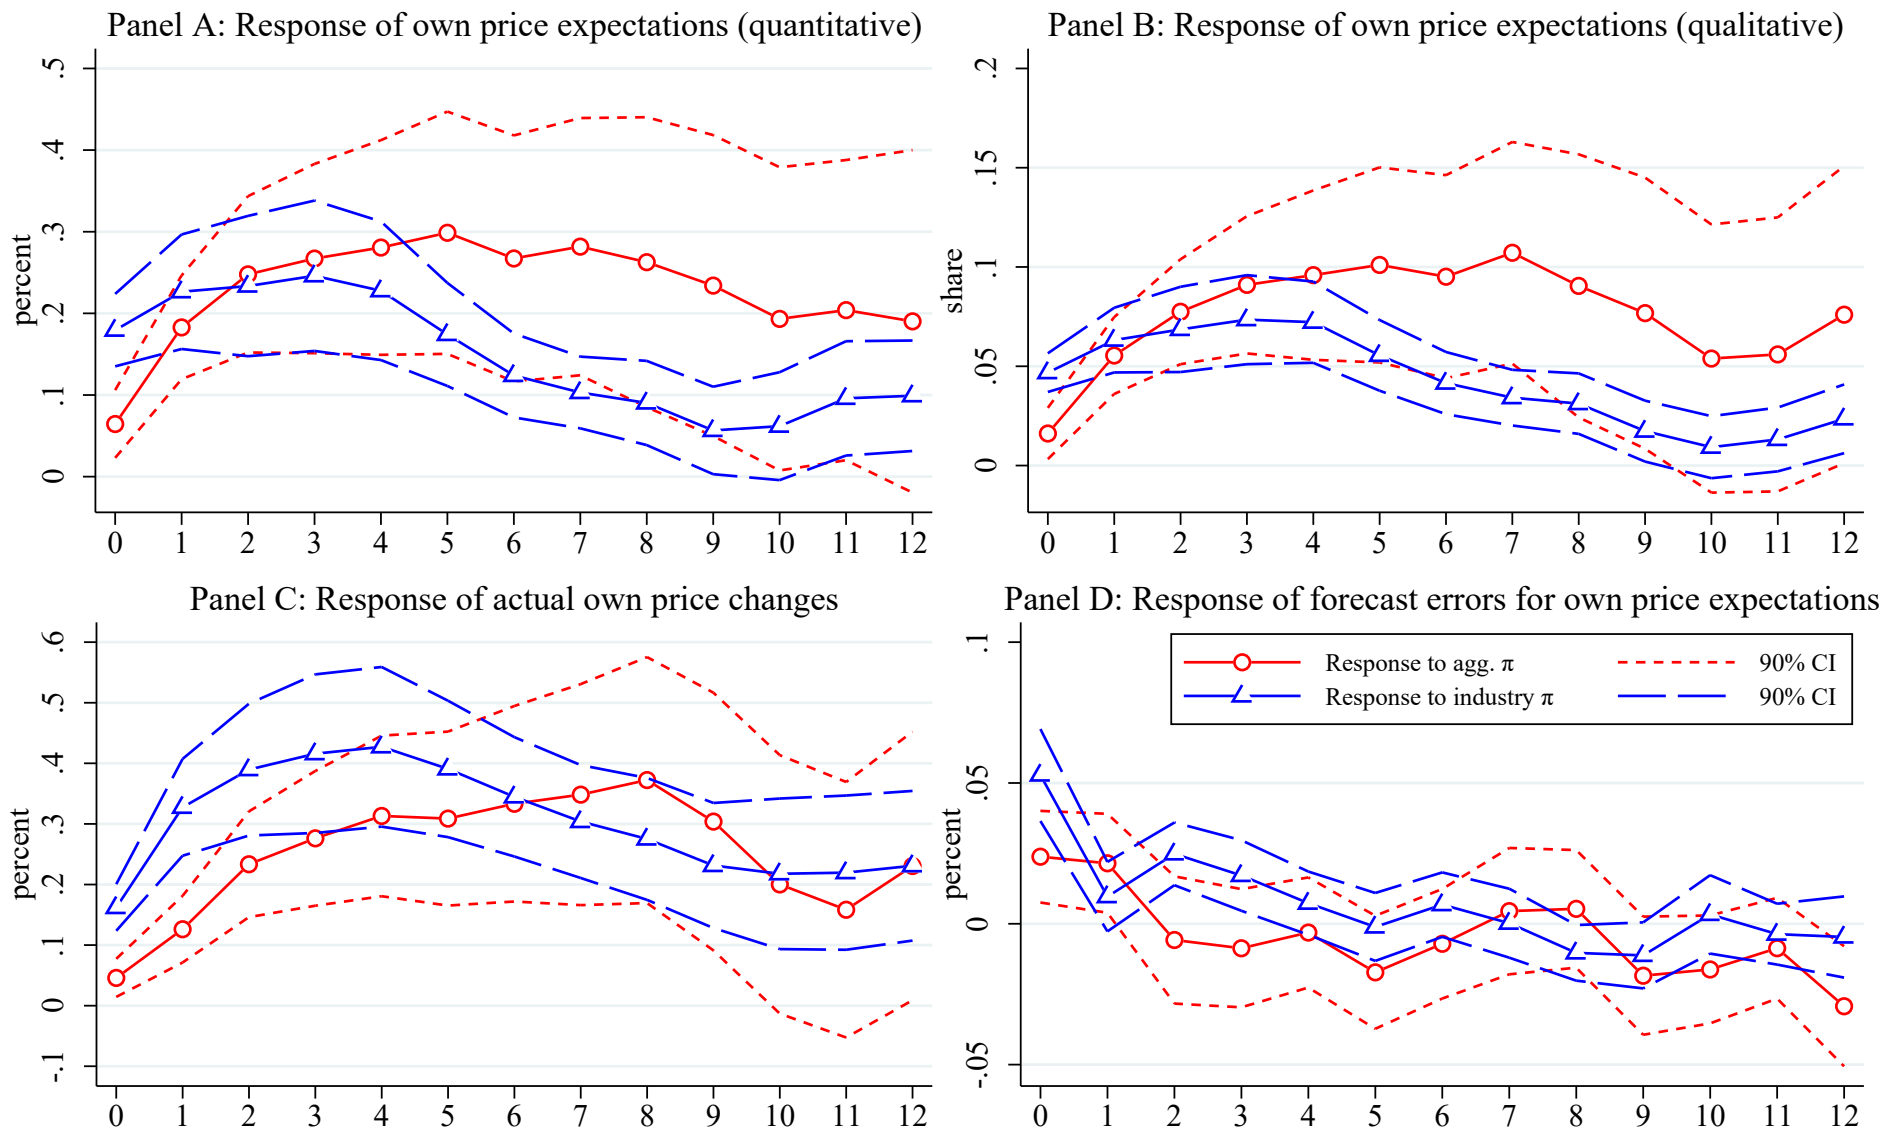 Panel A: Response of own price expectations (quantitative)
percent
.5
.4
.3
.2
.1
0
0 1 2 3 4 5 6 7 8 9 10 11 12
Panel B: Response of own price expectations (qualitative)
share
.2
.15
.1
.05
0
0 1 2 3 4 5 6 7 8 9 10 11 12
Panel C: Response of actual own price changes
percent
.6
.5
.4
.3
.2
.1
0
-.1
0 1 2 3 4 5 6 7 8 9 10 11 12
Panel D: Response of forecast errors for own price expectations
percent
.1
.05
0
-.05
Response to agg. π 90% CI
Response to industry π 90% CI
0 1 2 3 4 5 6 7 8 9 10 11 12